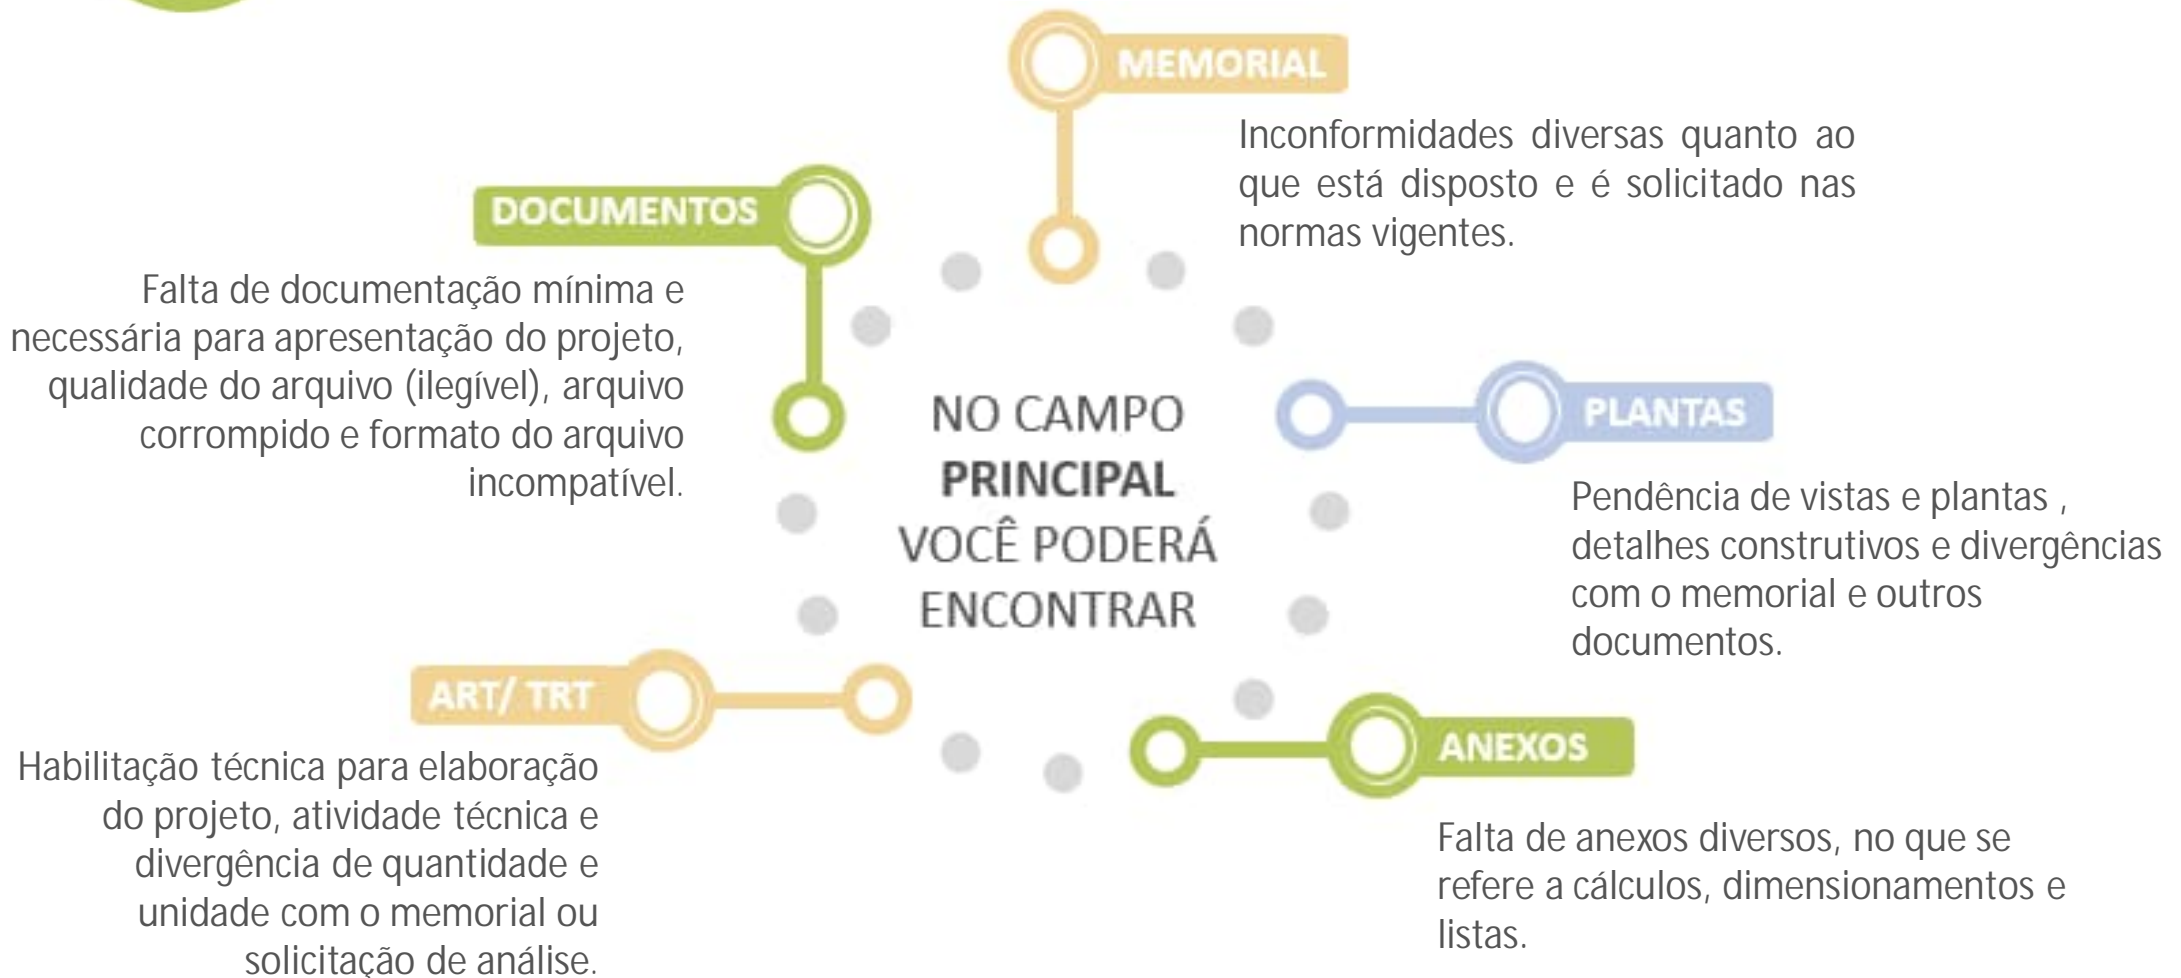 MEMORIAL
Inconformidades diversas quanto ao
que está disposto e é solicitado nas
normas vigentes.
DOCUMENTOS
Falta de documentação mínima e
necessária para apresentação do projeto,
qualidade do arquivo (ilegível), arquivo
corrompido e formato do arquivo
incompatível.
NO CAMPO
PRINCIPAL
VOCÊ PODERÁ
ENCONTRAR
PLANTAS
Pendência de vistas e plantas ,
detalhes construtivos e divergências
com o memorial e outros
documentos.
ART/ TRT
Habilitação técnica para elaboração
do projeto, atividade técnica e
divergência de quantidade e
unidade com o memorial ou
solicitação de análise.
ANEXOS
Falta de anexos diversos, no que se
refere a cálculos, dimensionamentos e
listas.